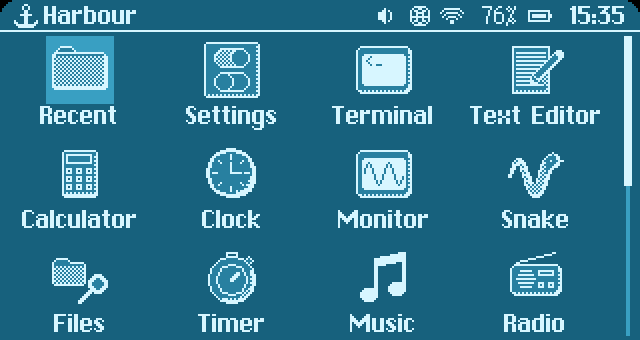 Harbour 76% 15:35
Recent Settings Terminal Text Editor
Calculator Clock Monitor Snake
Files Timer Music Radio